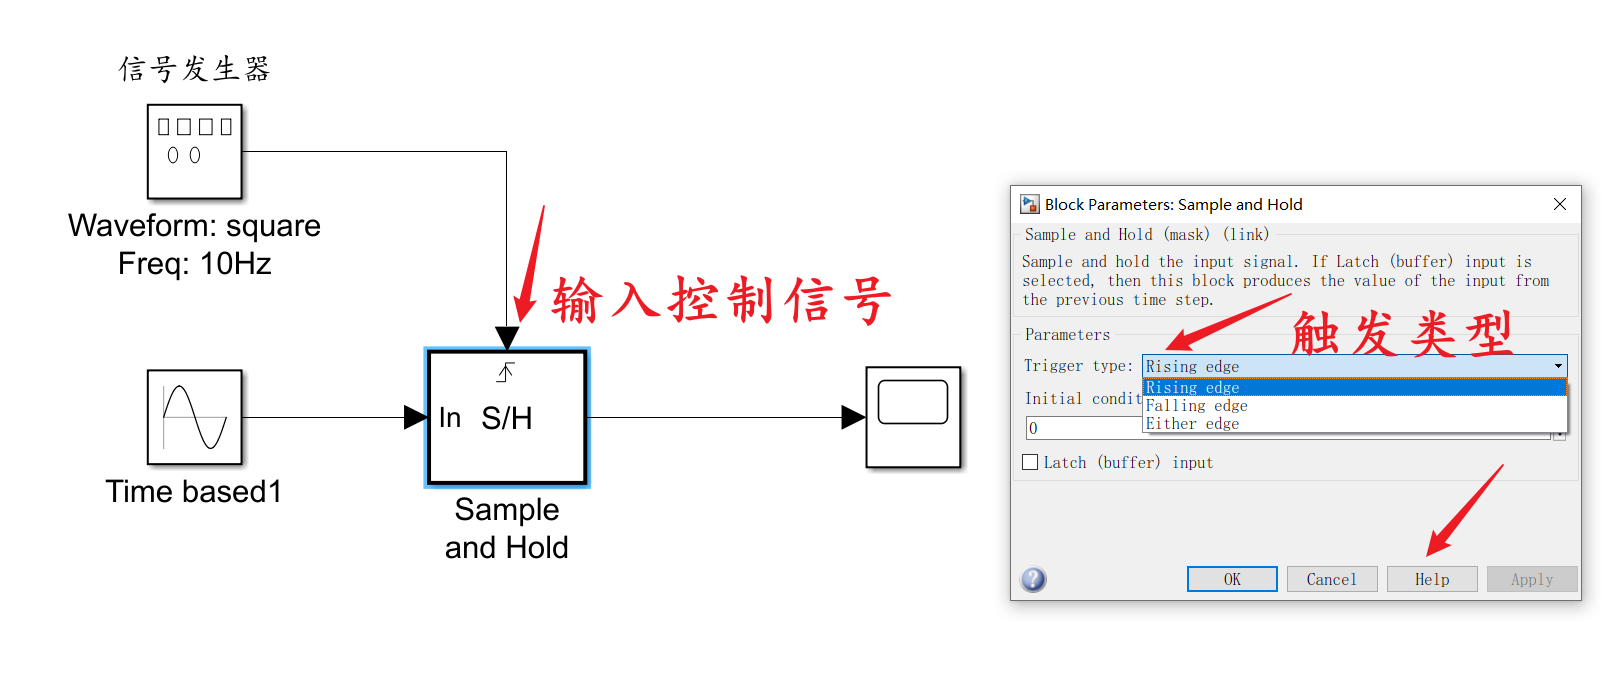 信号发生器
Waveform: square
Freq: 10Hz
输入控制信号
In S/H
Time based1
Sample
and Hold
Block Parameters: Sample and Hold
Sample and Hold (mask) (link)
Sample and hold the input signal. If Latch (buffer) input is
selected, then this block produces the value of the input from
the previous time step.
Parameters
触发类型
Trigger type: Rising edge
Rising edge
Initial condit
Falling edge
Either edge
0
Latch (buffer) input
OK Cancel Help Apply